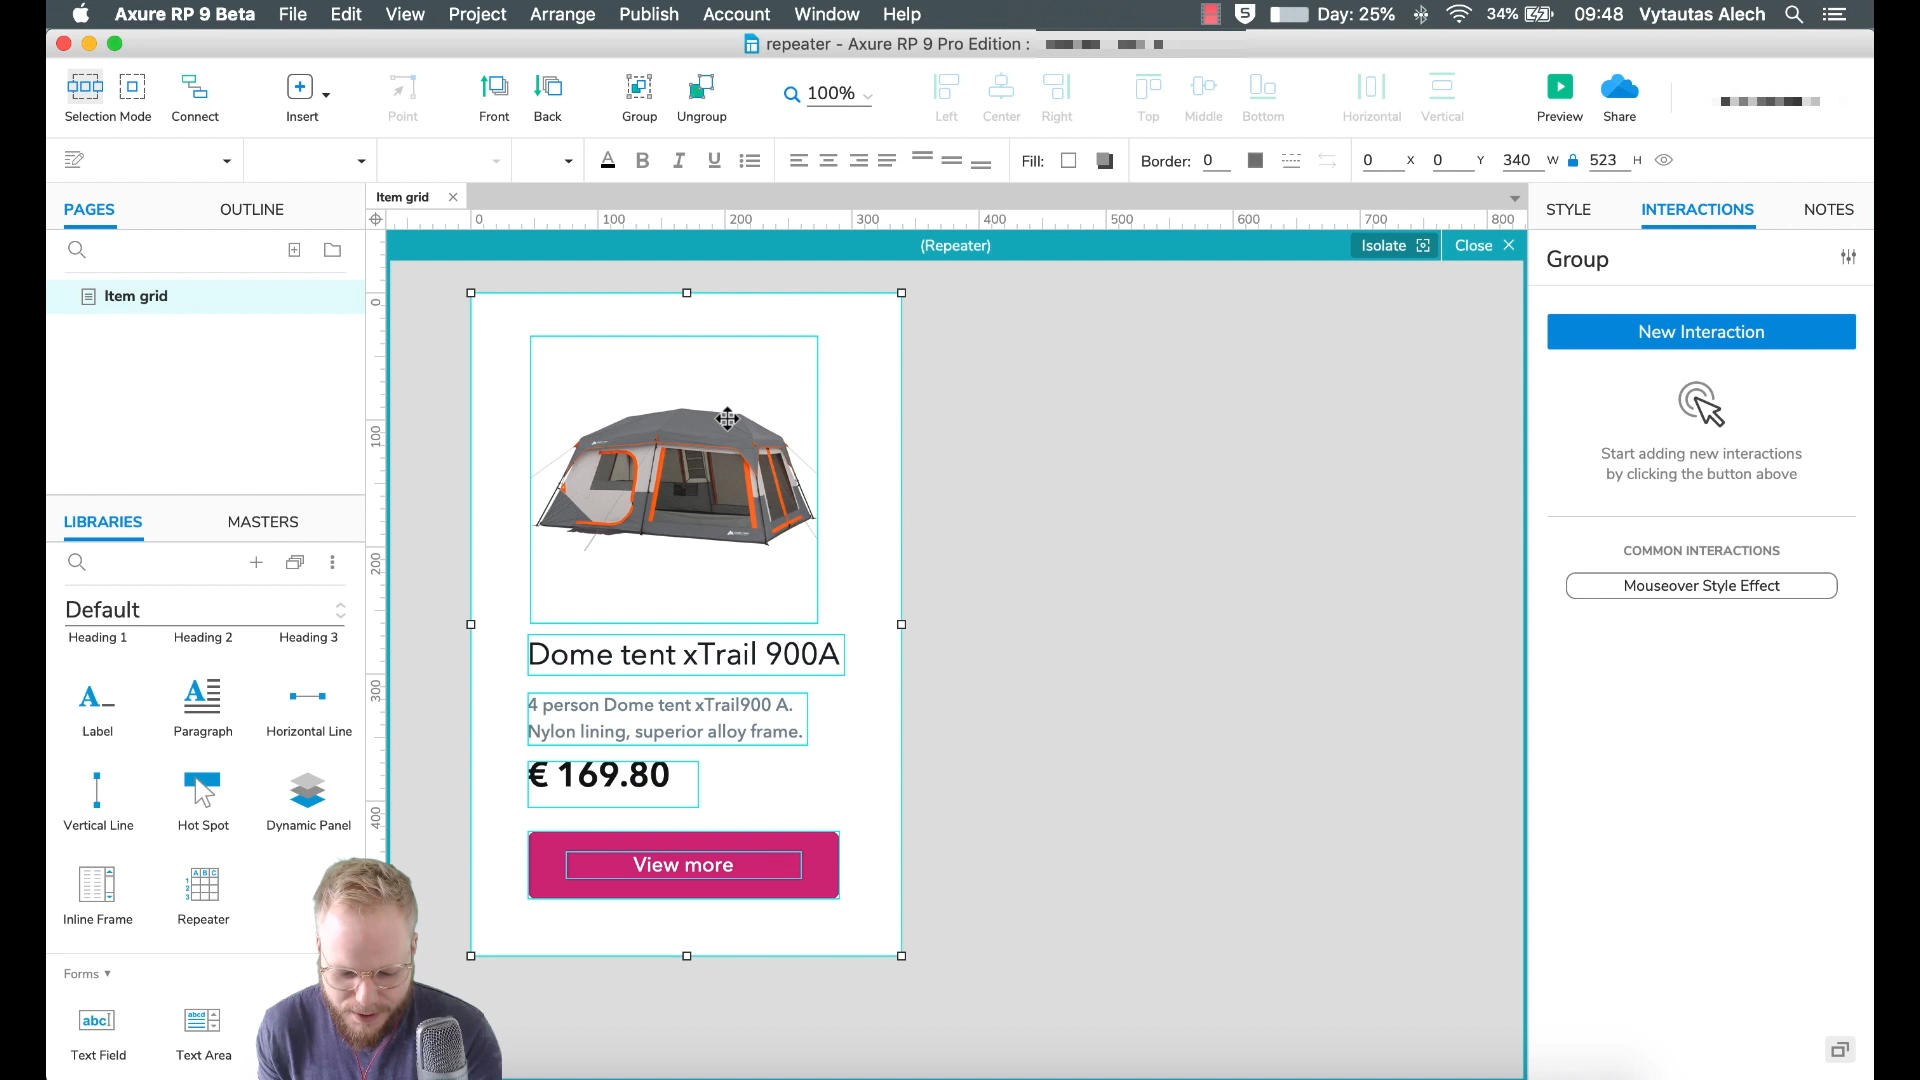 Axure RP 9 Beta File Edit View Project Arrange Publish Account Window Help
S Day: 25% 34% 09:48 Vytautas Alech
repeater - Axure RP 9 Pro Edition :
Selection Mode Connect Insert Point Front Back Group Ungroup 100% Left Center Right Top Middle Bottom Horizontal Vertical Preview Share
A B I U Fill: Border: 0 0 X 0 Y 340 W 523 H
PAGES OUTLINE
Item grid
Item grid
0 100 200 300 400 500 600 700 800
(Repeater) Isolate Close
0
100
200
300
400
STYLE INTERACTIONS NOTES
Group
New Interaction
Start adding new interactions
by clicking the button above
COMMON INTERACTIONS
Mouseover Style Effect
Dome tent xTrail 900A
4 person Dome tent xTrail900 A.
Nylon lining, superior alloy frame.
€ 169.80
View more
LIBRARIES MASTERS
Default
Heading 1 Heading 2 Heading 3
A A
Label Paragraph Horizontal Line
Vertical Line Hot Spot Dynamic Panel
A B C
1
2
3
Inline Frame Repeater
Forms
abc abcd
Text Field Text Area